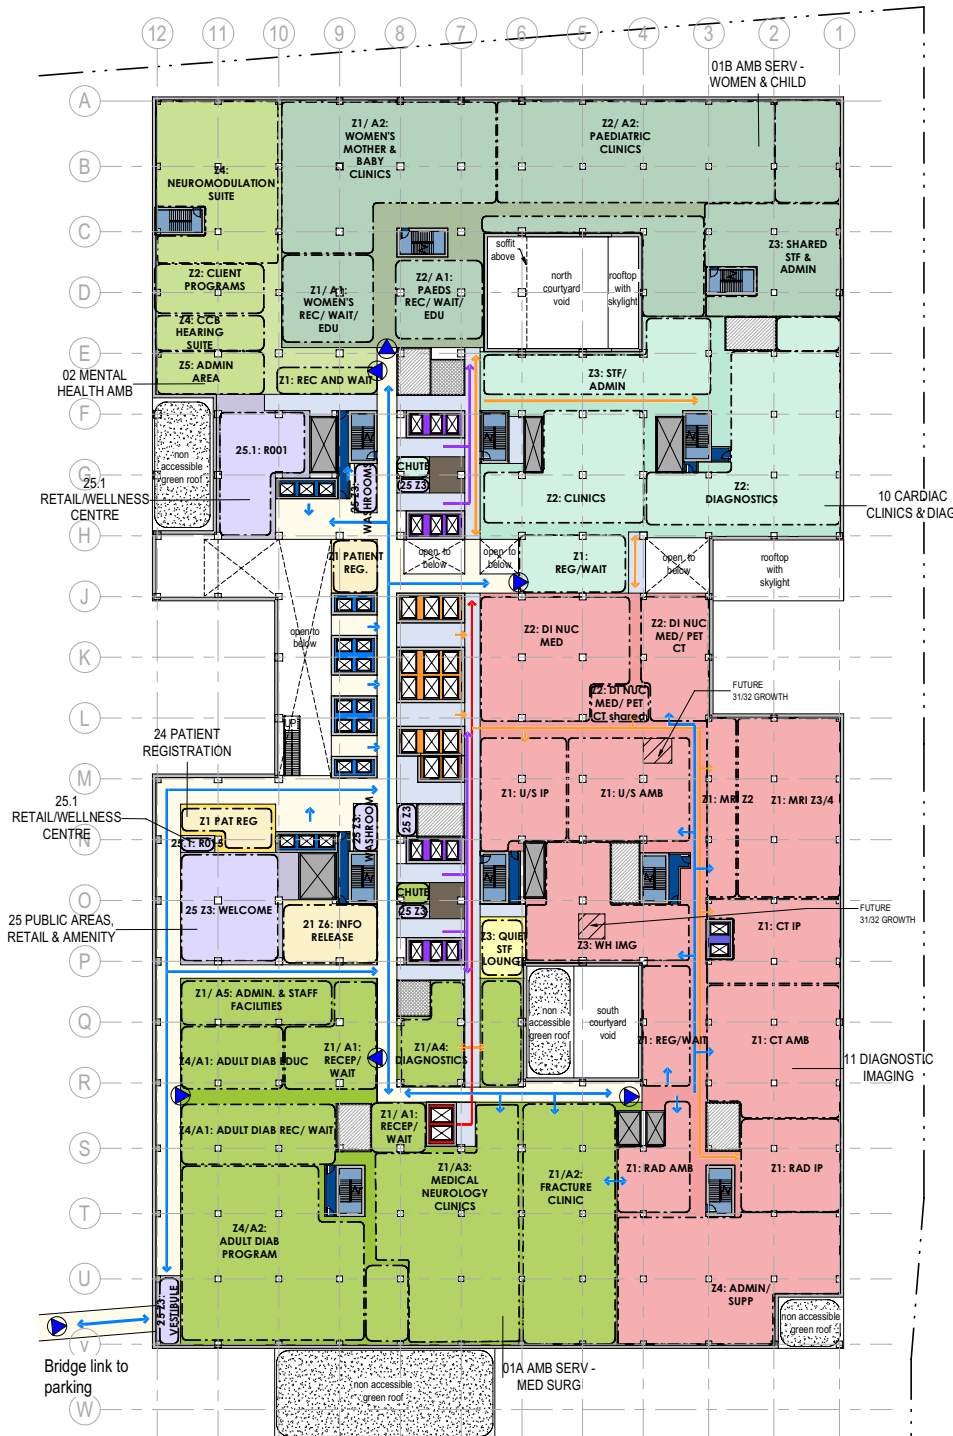 12
11
10
9
8
7
6
5
4
3
2
1
01B AMB SERV -
WOMEN & CHILD
A
B
C
D
E
F
G
H
J
K
L
M
N
O
P
Q
R
S
T
U
V
W
Z1/ A2:
WOMEN'S
MOTHER &
BABY
CLINICS
Z2/ A2:
PAEDIATRIC
CLINICS
Z4:
NEUROMODULATION
SUITE
Z3: SHARED
STF &
ADMIN
soffit
above
north
courtyard
void
rooftop
with
skylight
Z2: CLIENT
PROGRAMS
Z1/ A1:
WOMEN'S
REC/ WAIT/
EDU
Z2/ A1:
PAEDS
REC/ WAIT/
EDU
Z4: CCB
HEARING
SUITE
Z5: ADMIN
AREA
Z1: REC AND WAIT
Z3: STF/
ADMIN
02 MENTAL
HEALTH AMB
non
accessible
green roof
25.1: R001
25.1
RETAIL/WELLNESS
CENTRE
25 Z3:
WASHROOMS
CHUTE
25 Z3
Z2: CLINICS
Z2:
DIAGNOSTICS
10 CARDIAC
CLINICS & DIAG
Z1 PATIENT
REG.
open to
below
open to
below
Z1:
REG/WAIT
open to
below
rooftop
with
skylight
open to
below
UP
Z2: DI NUC
MED
Z2: DI NUC
MED/ PET
CT
Z2: DI NUC
MED/ PET
CT shared
FUTURE
31/32 GROWTH
24 PATIENT
REGISTRATION
Z1: U/S IP
Z1: U/S AMB
Z1: MRI Z2
Z1: MRI Z3/4
25.1
RETAIL/WELLNESS
CENTRE
Z1 PAT REG
25.1: R015
25 Z3:
WASHROOM
25 Z3
CHUTE
25 Z3
25 Z3: WELCOME
21 Z6: INFO
RELEASE
25 PUBLIC AREAS,
RETAIL & AMENITY
Z3: QUIET
STF
LOUNGE
Z3: WH IMG
Z1: CT IP
FUTURE
31/32 GROWTH
Z1/ A5: ADMIN. & STAFF
FACILITIES
non
accessible
green roof
south
courtyard
void
Z4/A1: ADULT DIAB EDUC
Z1/ A1:
RECEP/
WAIT
Z1/A4:
DIAGNOSTICS
Z1: REG/WAIT
Z1: CT AMB
11 DIAGNOSTIC
IMAGING
Z4/A1: ADULT DIAB REC/ WAIT
Z1/ A1:
RECEP/
WAIT
Z1/A3:
MEDICAL
NEUROLOGY
CLINICS
Z1/A2:
FRACTURE
CLINIC
Z1: RAD AMB
Z1: RAD IP
Z4/A2:
ADULT DIAB
PROGRAM
25 Z3:
VESTIBULE
Z4: ADMIN/
SUPP
non accessible
green roof
Bridge link to
parking
01A AMB SERV -
MED SURG
non accessible
green roof